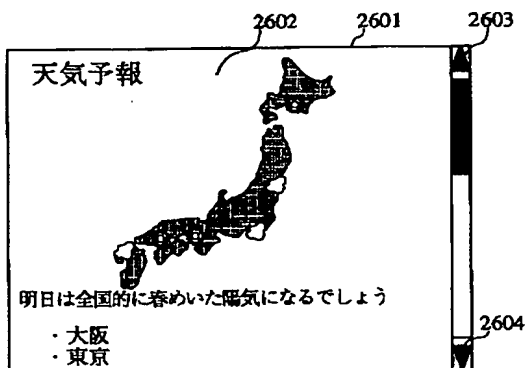 2602 2601 2603
天気予報
明日は全国的に春めいた陽気になるでしょう
・大阪
・東京
2604